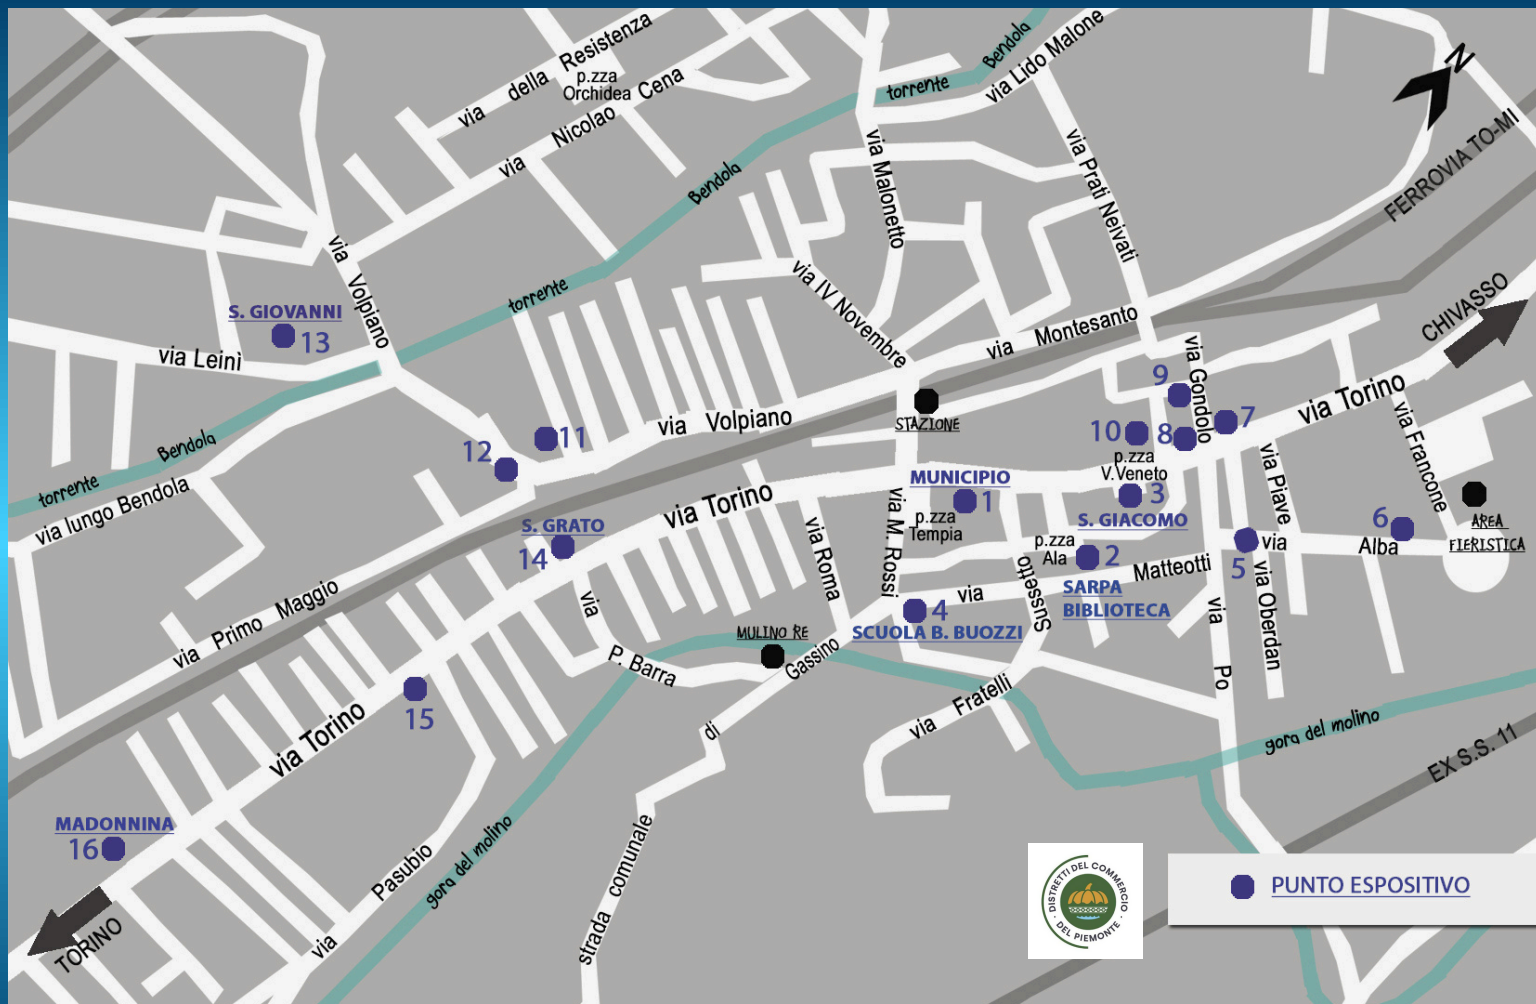 via della Resistenza
p.zza
Orchidea
via Nicolao Cena
torrente Bendola
via Lido Malone
N
FERROVIA TO-MI
via Malonetto
via Prati Neivati
Bendola
torrente
via Volpiano
S. GIOVANNI
13
via Leinì
via IV Novembre
via Montesanto
CHIVASSO
via Gondolo
9
via Torino
7
10
8
p.zza
V.Veneto
3
S. GIACOMO
STAZIONE
via Volpiano
11
12
Bendola
torrente
via lungo Bendola
MUNICIPIO
1
p.zza
Tempia
via Torino
S. GRATO
14
via Roma
via M. Rossi
p.zza
Ala
2
SARPA
BIBLIOTECA
via Piave
via Francone
6
AREA
FIERISTICA
via Alba
5
via Oberdan
via Matteotti
Sussetto
4
SCUOLA B. BUOZZI
via Po
MULINO RE
via P. Barra
via Primo Maggio
strada comunale di Gassino
via Fratelli
gora del molino
EX S.S. 11
15
via Torino
MADONNINA
16
TORINO
via Pasubio
gora del molino
DISTRETTI DEL COMMERCIO
DEL PIEMONTE
PUNTO ESPOSITIVO